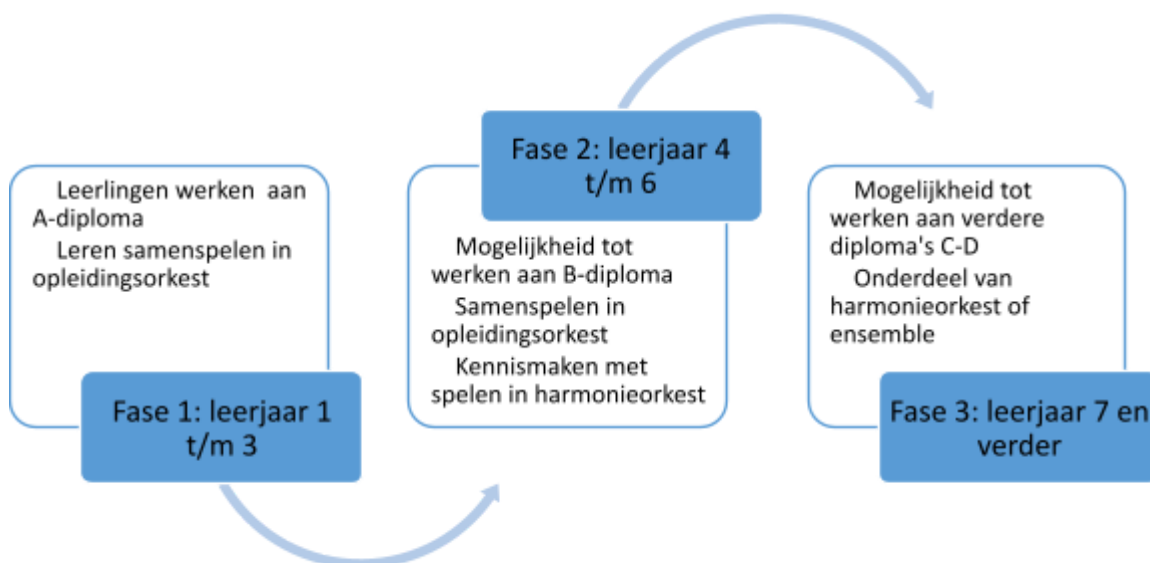 Leerlingen werken aan
A-diploma
Leren samenspelen in
opleidingsorkest
Fase 1: leerjaar 1
t/m 3
Fase 2: leerjaar 4
t/m 6
Mogelijkheid tot
werken aan B-diploma
Samenspelen in
opleidingsorkest
Kennismaken met
spelen in harmonieorkest
Mogelijkheid tot
werken aan verdere
diploma's C-D
Onderdeel van
harmonieorkest of
ensemble
Fase 3: leerjaar 7 en
verder